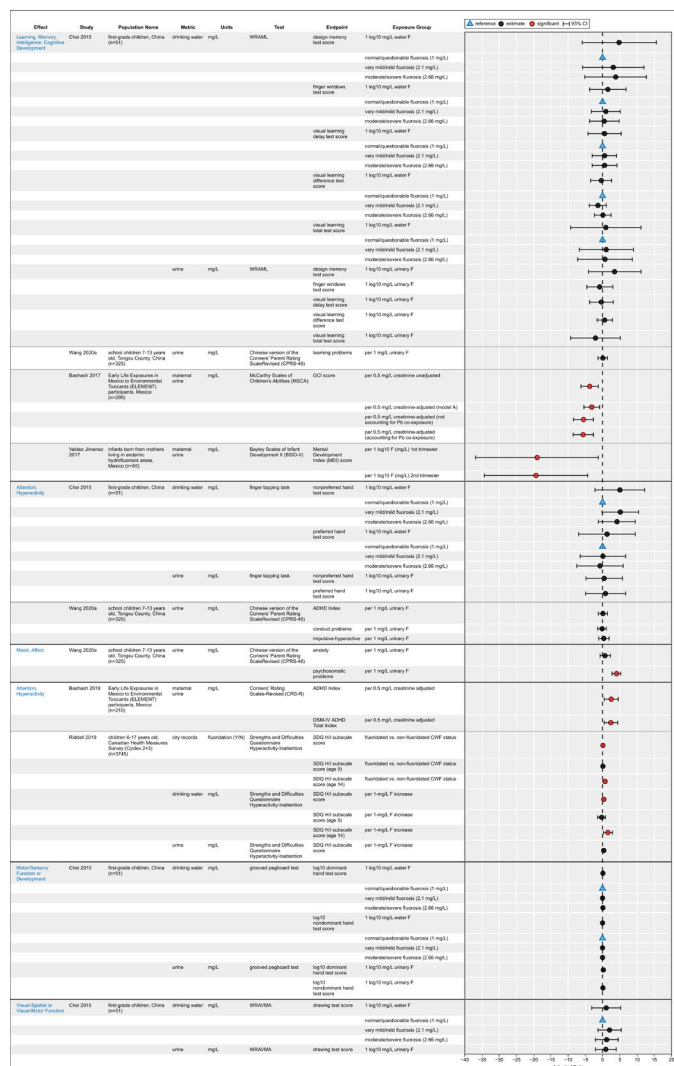 Effect Study Population Name Metric Units Test Endpoint Exposure Group
reference estimate significant 95% CI
Learning, Memory, Intelligence, Cognitive Development
Choi 2015
first-grade children, China (n=51)
drinking water mg/L WRAML
design memory test score
1 log10 mg/L water F
normal/questionable fluorosis (1 mg/L)
very mild/mild fluorosis (2.1 mg/L)
moderate/severe fluorosis (2.66 mg/L)
finger windows test score
1 log10 mg/L water F
normal/questionable fluorosis (1 mg/L)
very mild/mild fluorosis (2.1 mg/L)
moderate/severe fluorosis (2.66 mg/L)
visual learning delay test score
1 log10 mg/L water F
normal/questionable fluorosis (1 mg/L)
very mild/mild fluorosis (2.1 mg/L)
moderate/severe fluorosis (2.66 mg/L)
visual learning difference test score
1 log10 mg/L water F
normal/questionable fluorosis (1 mg/L)
very mild/mild fluorosis (2.1 mg/L)
moderate/severe fluorosis (2.66 mg/L)
visual learning total test score
1 log10 mg/L water F
normal/questionable fluorosis (1 mg/L)
very mild/mild fluorosis (2.1 mg/L)
moderate/severe fluorosis (2.66 mg/L)
urine mg/L WRAML
design memory test score
1 log10 mg/L urinary F
finger windows test score
1 log10 mg/L urinary F
visual learning delay test score
1 log10 mg/L urinary F
visual learning difference test score
1 log10 mg/L urinary F
visual learning total test score
1 log10 mg/L urinary F
Wang 2020a
school children 7-13 years old, Tongxu County, China (n=325)
urine mg/L
Chinese version of the Conners' Parent Rating ScaleRevised (CPRS-48)
learning problems
per 1 mg/L urinary F
Bashash 2017
Early Life Exposures in Mexico to Environmental Toxicants (ELEMENT) participants, Mexico (n=299)
maternal urine
mg/L
McCarthy Scales of Children's Abilities (MSCA)
GCI score
per 0.5 mg/L creatinine unadjusted
per 0.5 mg/L creatinine-adjusted (model A)
per 0.5 mg/L creatinine-adjusted (not accounting for Pb co-exposure)
per 0.5 mg/L creatinine-adjusted (accounting for Pb co-exposure)
Valdez Jimenez 2017
infants born from mothers living in endemic hydrofluorosis areas, Mexico (n=65)
maternal urine
mg/L
Bayley Scales of Infant Development II (BSID-II)
Mental Development Index (MDI) score
per 1 log10 F (mg/L) 1st trimester
per 1 log10 F (mg/L) 2nd trimester
Attention, Hyperactivity
Choi 2015
first-grade children, China (n=51)
drinking water mg/L finger tapping task
nonpreferred hand test score
1 log10 mg/L water F
normal/questionable fluorosis (1 mg/L)
very mild/mild fluorosis (2.1 mg/L)
moderate/severe fluorosis (2.66 mg/L)
preferred hand test score
1 log10 mg/L water F
normal/questionable fluorosis (1 mg/L)
very mild/mild fluorosis (2.1 mg/L)
moderate/severe fluorosis (2.66 mg/L)
urine mg/L finger tapping task
nonpreferred hand test score
1 log10 mg/L urinary F
preferred hand test score
1 log10 mg/L urinary F
Wang 2020a
school children 7-13 years old, Tongxu County, China (n=325)
urine mg/L
Chinese version of the Conners' Parent Rating ScaleRevised (CPRS-48)
ADHD Index
per 1 mg/L urinary F
conduct problems per 1 mg/L urinary F
impulsive-hyperactive per 1 mg/L urinary F
Mood, Affect
Wang 2020a
school children 7-13 years old, Tongxu County, China (n=325)
urine mg/L
Chinese version of the Conners' Parent Rating ScaleRevised (CPRS-48)
anxiety
per 1 mg/L urinary F
psychosomatic problems
per 1 mg/L urinary F
Attention, Hyperactivity
Bashash 2018
Early Life Exposures in Mexico to Environmental Toxicants (ELEMENT) participants, Mexico (n=210)
maternal urine
mg/L
Conners' Rating Scales-Revised (CRS-R)
ADHD Index
per 0.5 mg/L creatinine adjusted
DSM-IV ADHD Total Index
per 0.5 mg/L creatinine adjusted
Riddell 2019
children 6-17 years old, Canadian Health Measures Survey (Cycles 2+3) (n=3745)
city records fluoridation (Y/N)
Strengths and Difficulties Questionnaire Hyperactivity-Inattention
SDQ H/I subscale score
fluoridated vs. non-fluoridated CWF status
SDQ H/I subscale score (age 9)
fluoridated vs. non-fluoridated CWF status
SDQ H/I subscale score (age 14)
fluoridated vs. non-fluoridated CWF status
drinking water mg/L
Strengths and Difficulties Questionnaire Hyperactivity-Inattention
SDQ H/I subscale score
per 1-mg/L F increase
SDQ H/I subscale score (age 9)
per 1-mg/L F increase
SDQ H/I subscale score (age 14)
per 1-mg/L F increase
urine mg/L
Strengths and Difficulties Questionnaire Hyperactivity-Inattention
SDQ H/I subscale score
per 1-mg/L F increase
Motor/Sensory Function or Development
Choi 2015
first-grade children, China (n=51)
drinking water mg/L grooved pegboard test
log10 dominant hand test score
1 log10 mg/L water F
normal/questionable fluorosis (1 mg/L)
very mild/mild fluorosis (2.1 mg/L)
moderate/severe fluorosis (2.66 mg/L)
log10 nondominant hand test score
1 log10 mg/L water F
normal/questionable fluorosis (1 mg/L)
very mild/mild fluorosis (2.1 mg/L)
moderate/severe fluorosis (2.66 mg/L)
urine mg/L grooved pegboard test
log10 dominant hand test score
1 log10 mg/L urinary F
log10 nondominant hand test score
1 log10 mg/L urinary F
Visual-Spatial or Visual-Motor Function
Choi 2015
first-grade children, China (n=51)
drinking water mg/L WRAVMA drawing test score 1 log10 mg/L water F
normal/questionable fluorosis (1 mg/L)
very mild/mild fluorosis (2.1 mg/L)
moderate/severe fluorosis (2.66 mg/L)
urine mg/L WRAVMA drawing test score 1 log10 mg/L urinary F
-40 -35 -30 -25 -20 -15 -10 -5 0 5 10 15 20